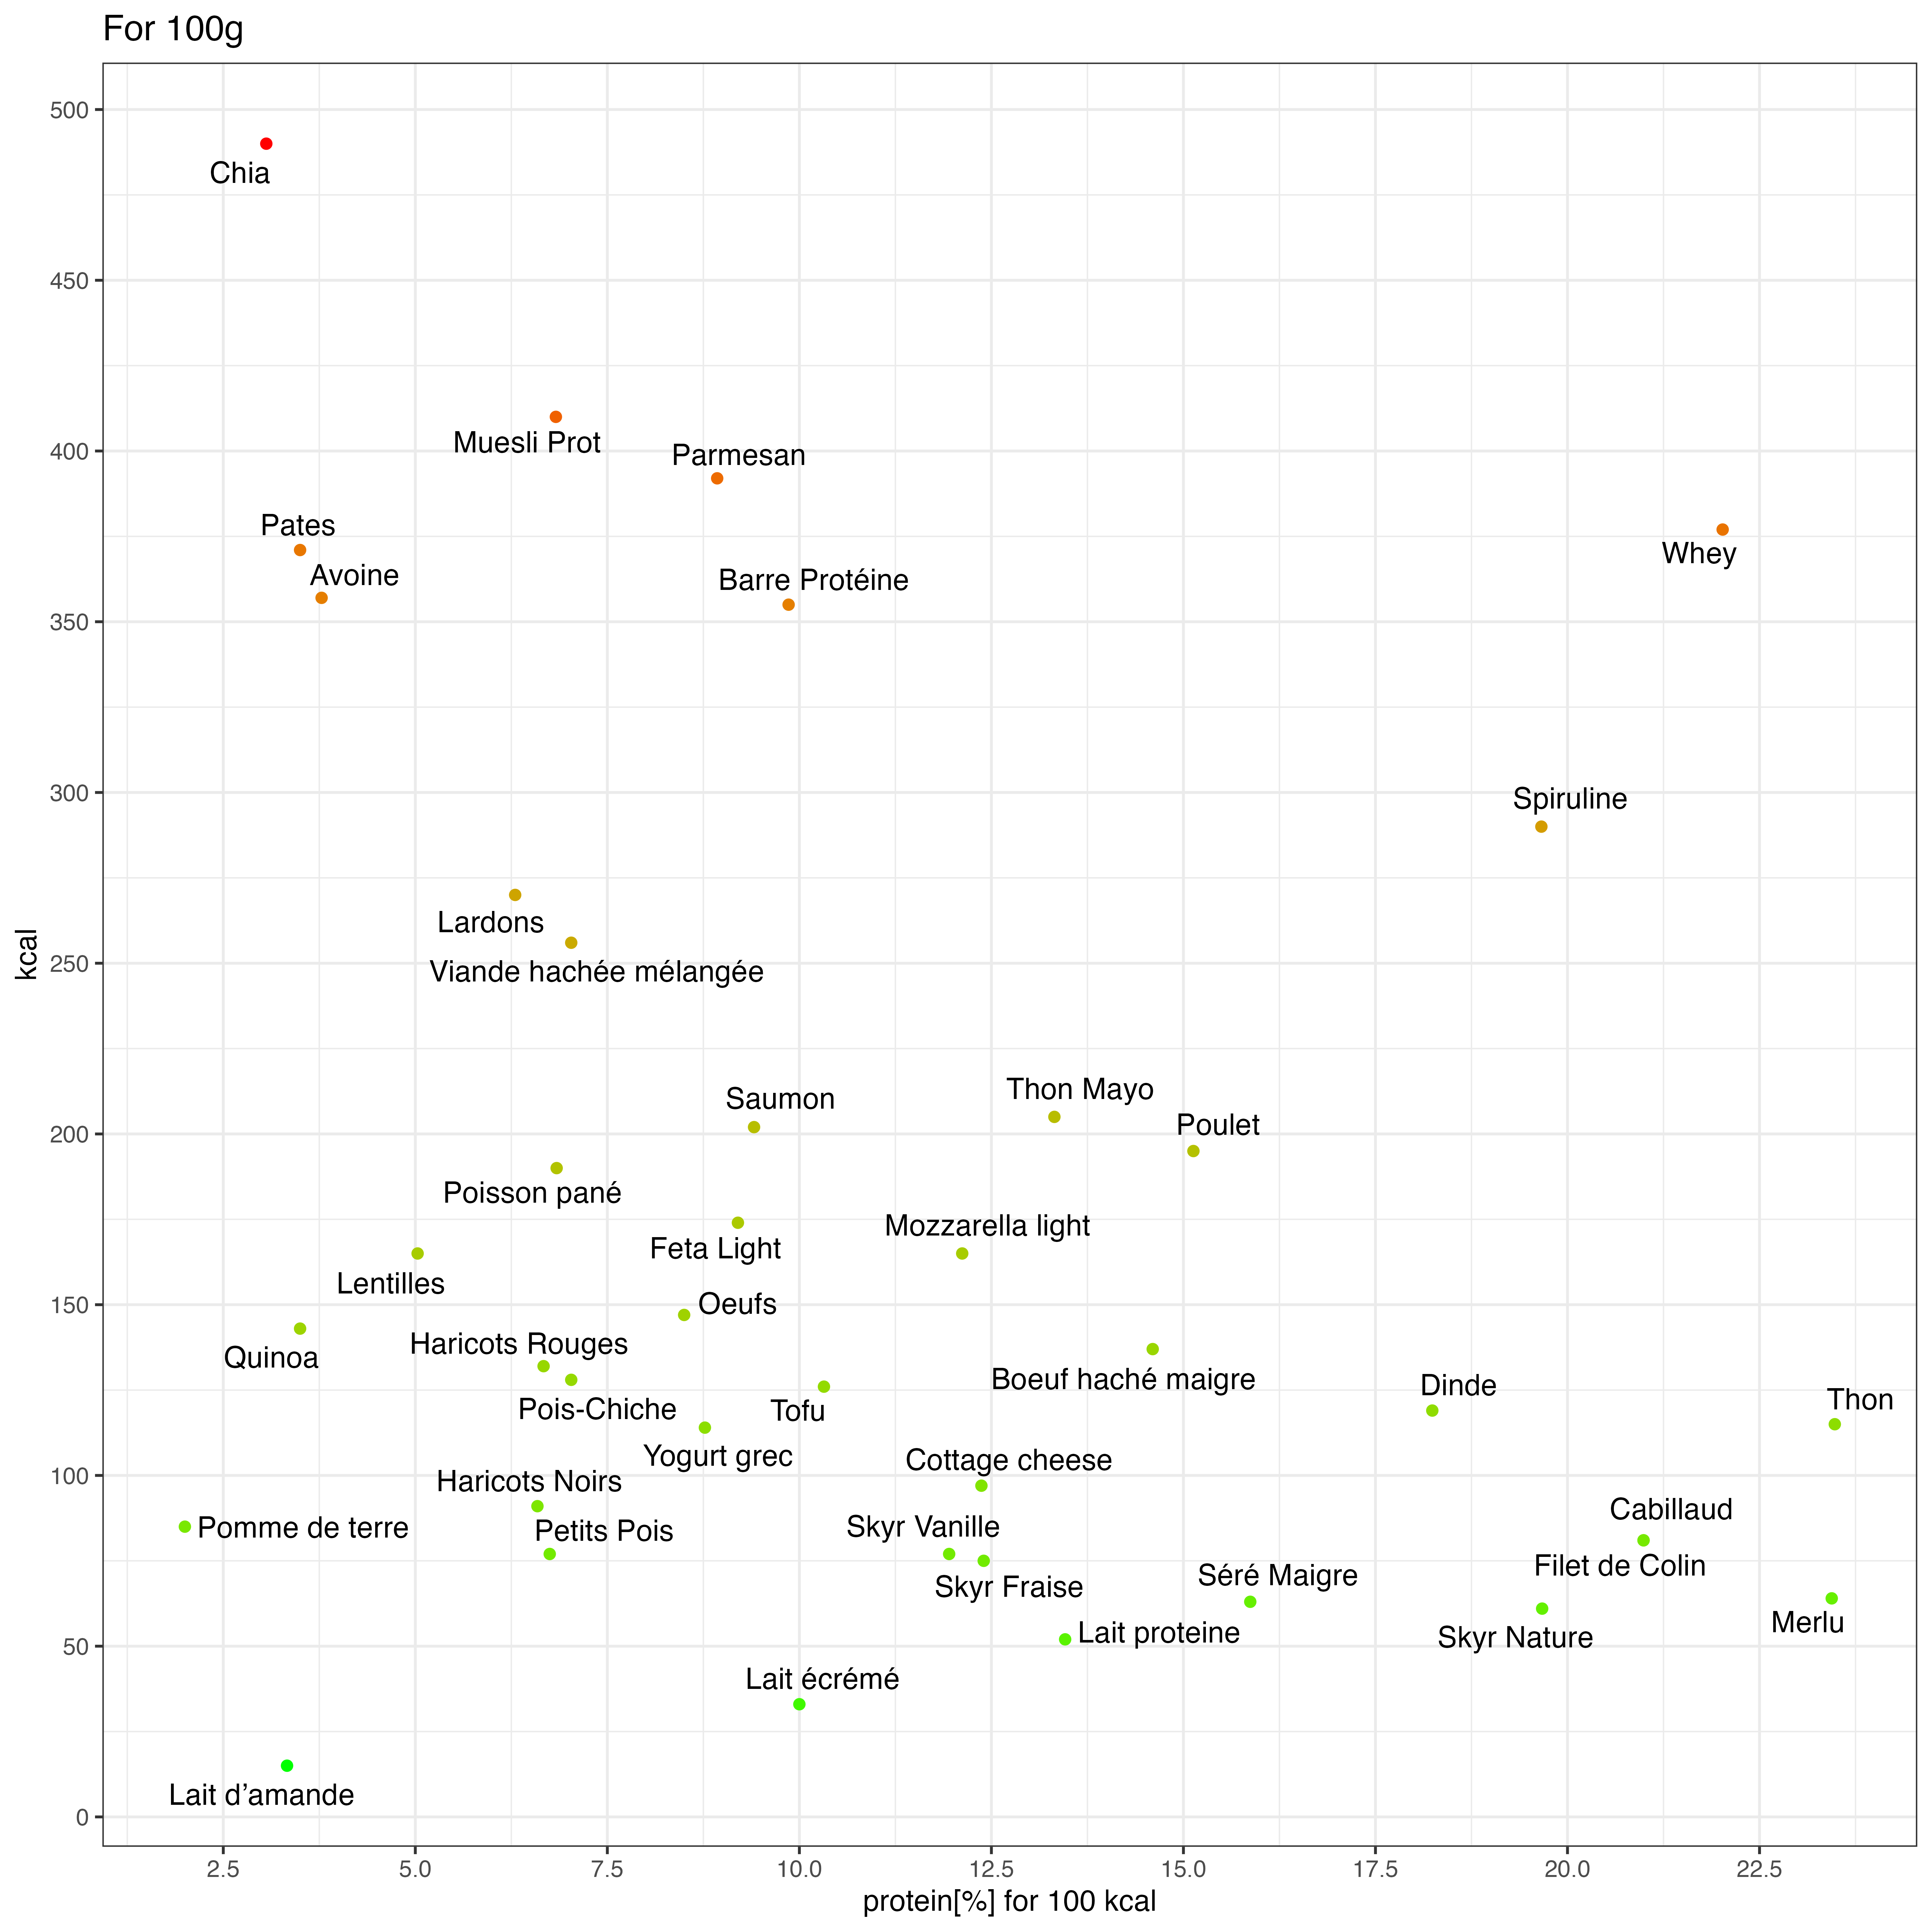 For 100g
500
Chia
450
Muesli Prot
400
Parmesan
Pates
Whey
Avoine
Barre Protéine
350
300
Spiruline
Lardons
kcal
250
Viande hachée mélangée
Thon Mayo
Saumon
Poulet
200
Poisson pané
Mozzarella light
Feta Light
Lentilles
150
Oeufs
Haricots Rouges
Quinoa
Boeuf haché maigre
Dinde
Thon
Pois-Chiche
Tofu
Yogurt grec
Cottage cheese
100
Haricots Noirs
Cabillaud
Pomme de terre
Petits Pois
Skyr Vanille
Filet de Colin
Séré Maigre
Skyr Fraise
Merlu
Lait proteine
Skyr Nature
50
Lait écrémé
Lait d’amande
0
2.5 5.0 7.5 10.0 12.5 15.0 17.5 20.0 22.5
protein[%] for 100 kcal